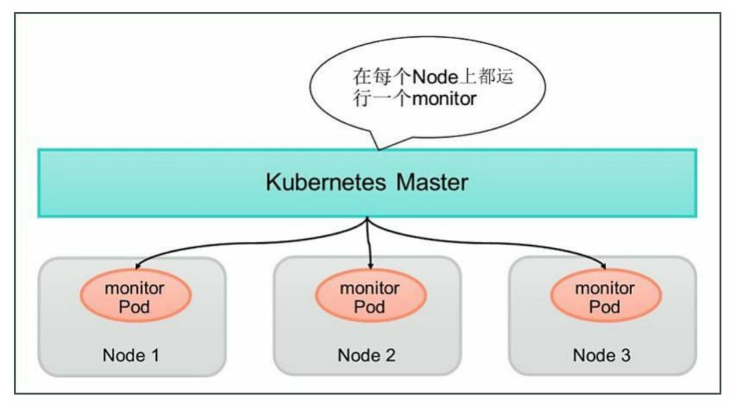 在每个Node上都运
行一个monitor
Kubernetes Master
monitor
Pod
Node 1
monitor
Pod
Node 2
monitor
Pod
Node 3